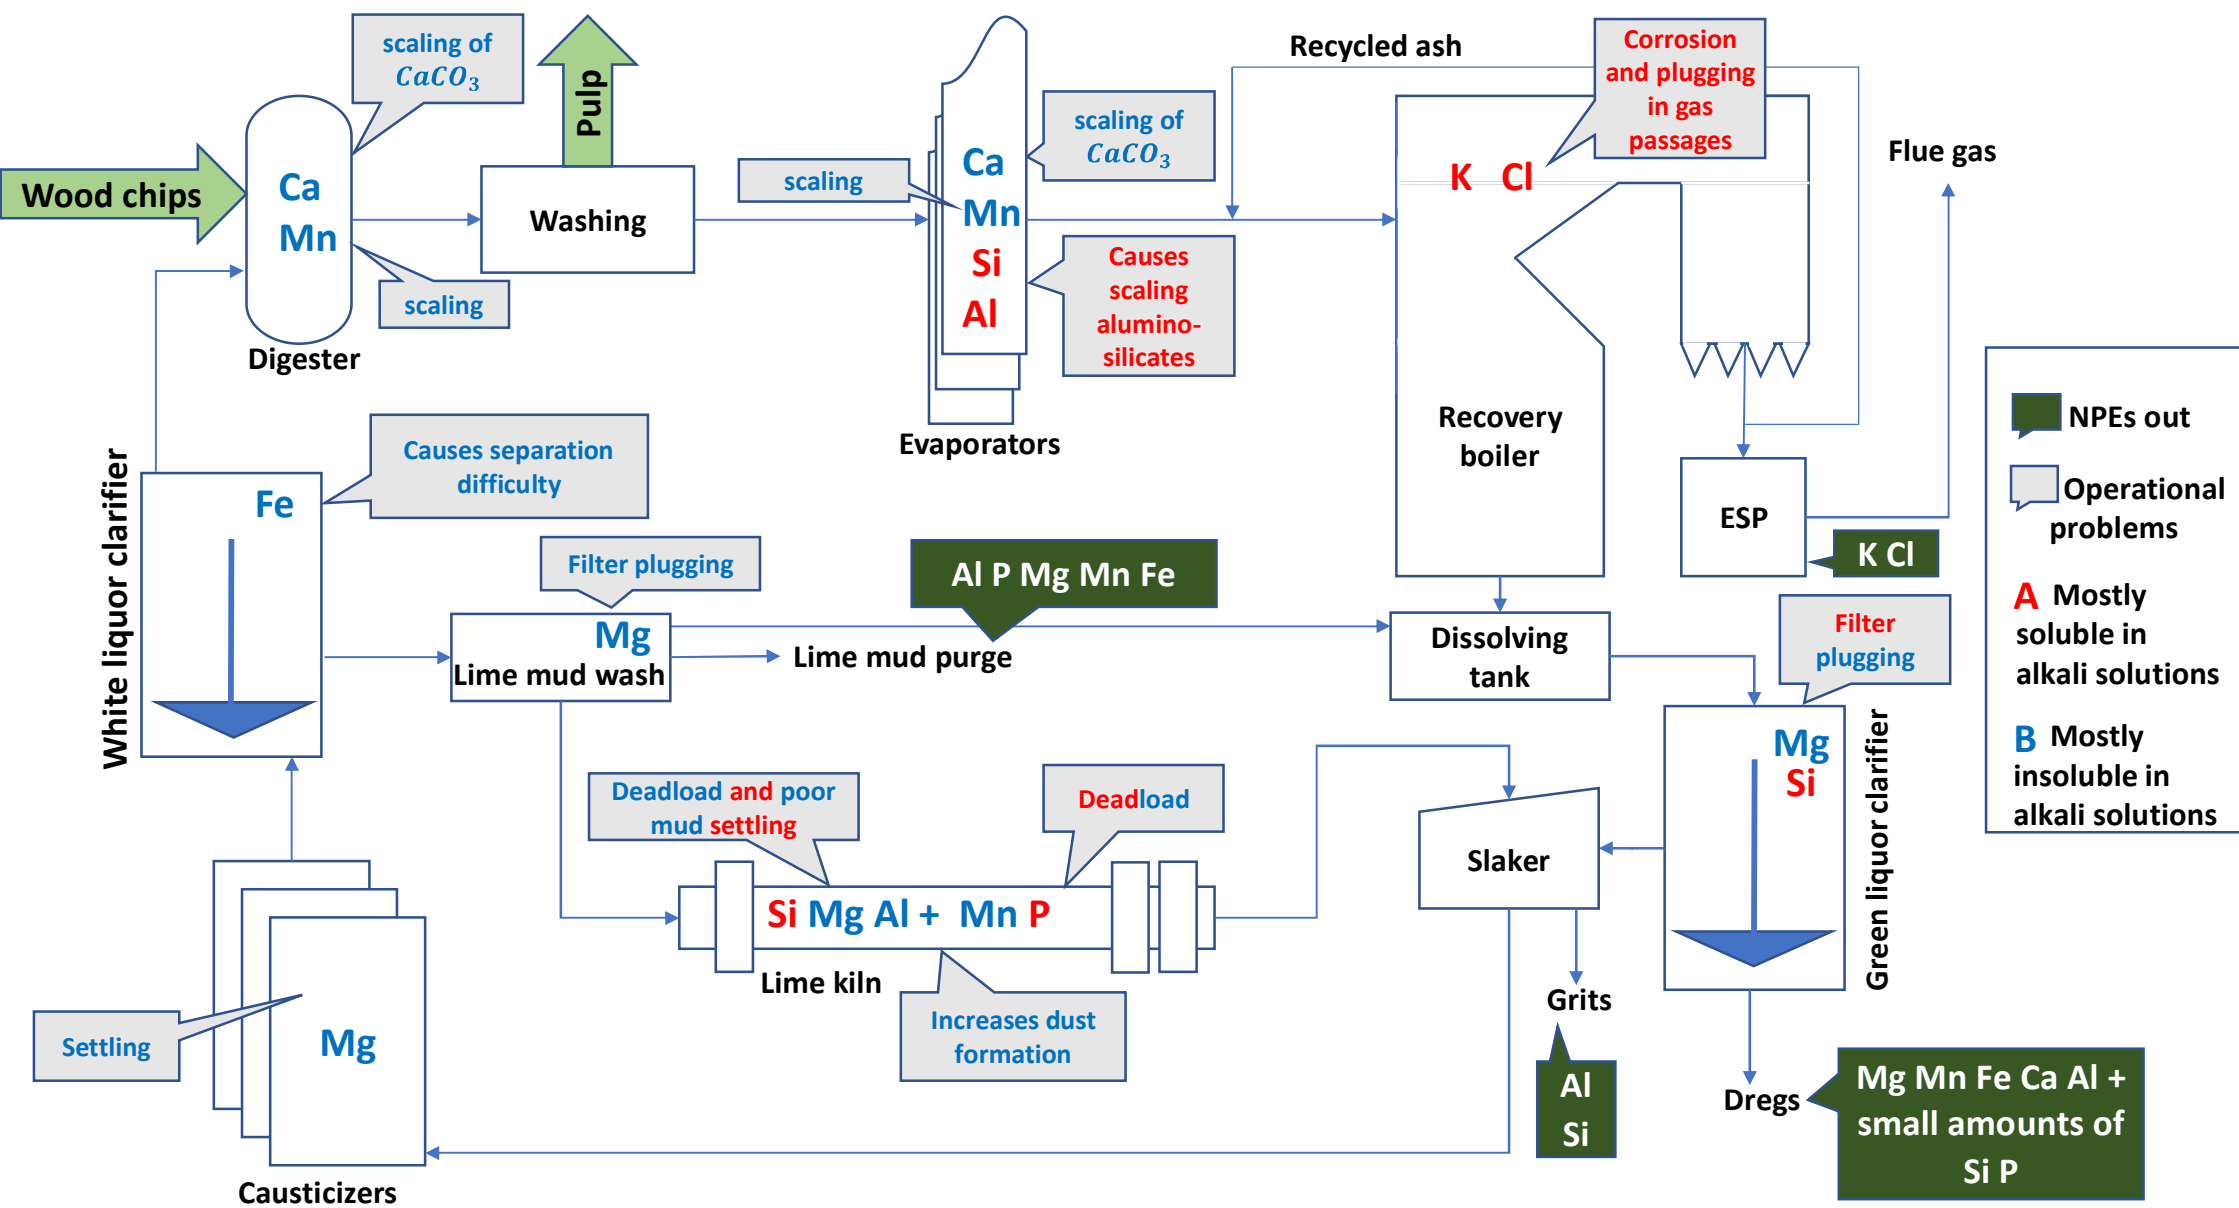 scaling of
CaCO₃
Pulp
Recycled ash
Corrosion
and plugging
in gas
passages
Wood chips
Ca
Mn
scaling
Digester
Washing
scaling
Ca
Mn
Si
Al
scaling of
CaCO₃
Causes
scaling
alumino-
silicates
Evaporators
K Cl
Flue gas
Recovery
boiler
ESP
K Cl
NPEs out
Operational
problems
A Mostly
soluble in
alkali solutions
B Mostly
insoluble in
alkali solutions
White liquor clarifier
Fe
Causes separation
difficulty
Filter plugging
Mg
Lime mud wash
Al P Mg Mn Fe
Lime mud purge
Dissolving
tank
Filter
plugging
Mg
Si
Green liquor clarifier
Deadload and poor
mud settling
Deadload
Si Mg Al + Mn P
Lime kiln
Increases dust
formation
Slaker
Grits
Al
Si
Dregs
Mg Mn Fe Ca Al +
small amounts of
Si P
Settling
Mg
Causticizers